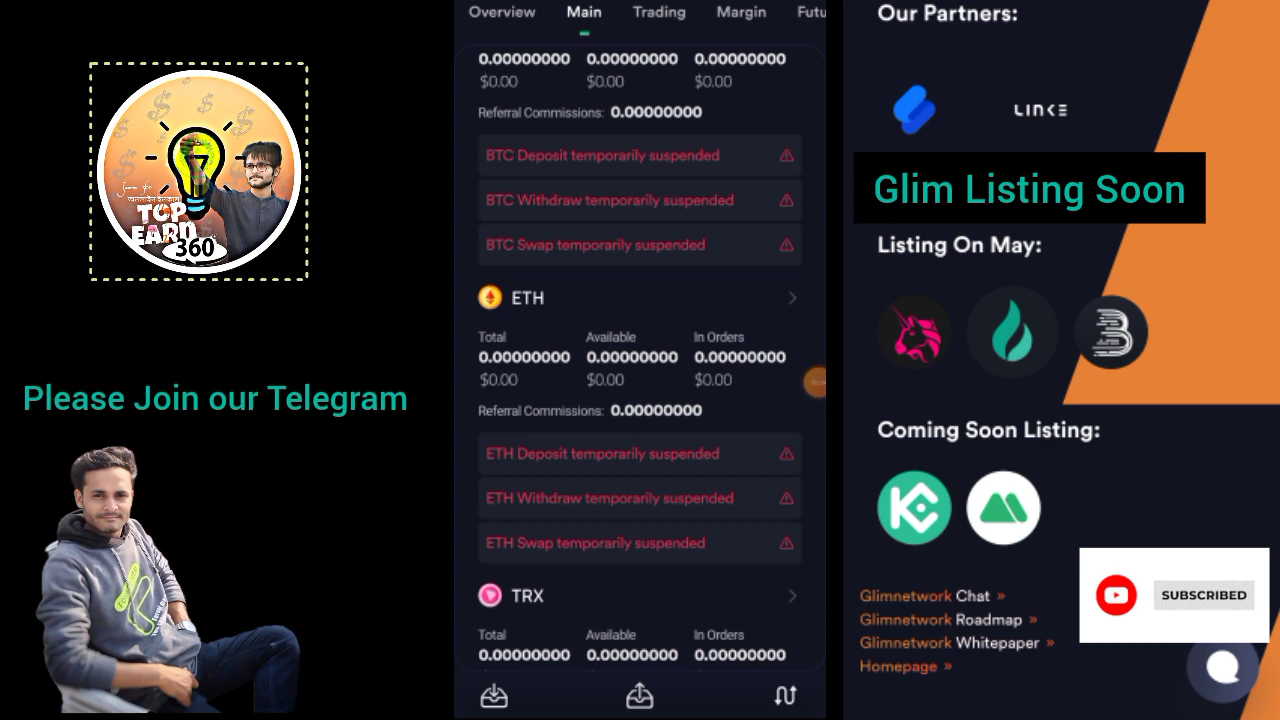 TOP
EARN
360
Please Join our Telegram
Overview Main Trading Margin Futu
0.00000000 0.00000000 0.00000000
$0.00 $0.00 $0.00
Referral Commissions: 0.00000000
BTC Deposit temporarily suspended
BTC Withdraw temporarily suspended
BTC Swap temporarily suspended
ETH
Total Available In Orders
0.00000000 0.00000000 0.00000000
$0.00 $0.00 $0.00
Referral Commissions: 0.00000000
ETH Deposit temporarily suspended
ETH Withdraw temporarily suspended
ETH Swap temporarily suspended
TRX
Total Available In Orders
0.00000000 0.00000000 0.00000000
Our Partners:
LINKE
Glim Listing Soon
Listing On May:
Coming Soon Listing:
Glimnetwork Chat »
Glimnetwork Roadmap »
Glimnetwork Whitepaper »
Homepage »
SUBSCRIBED